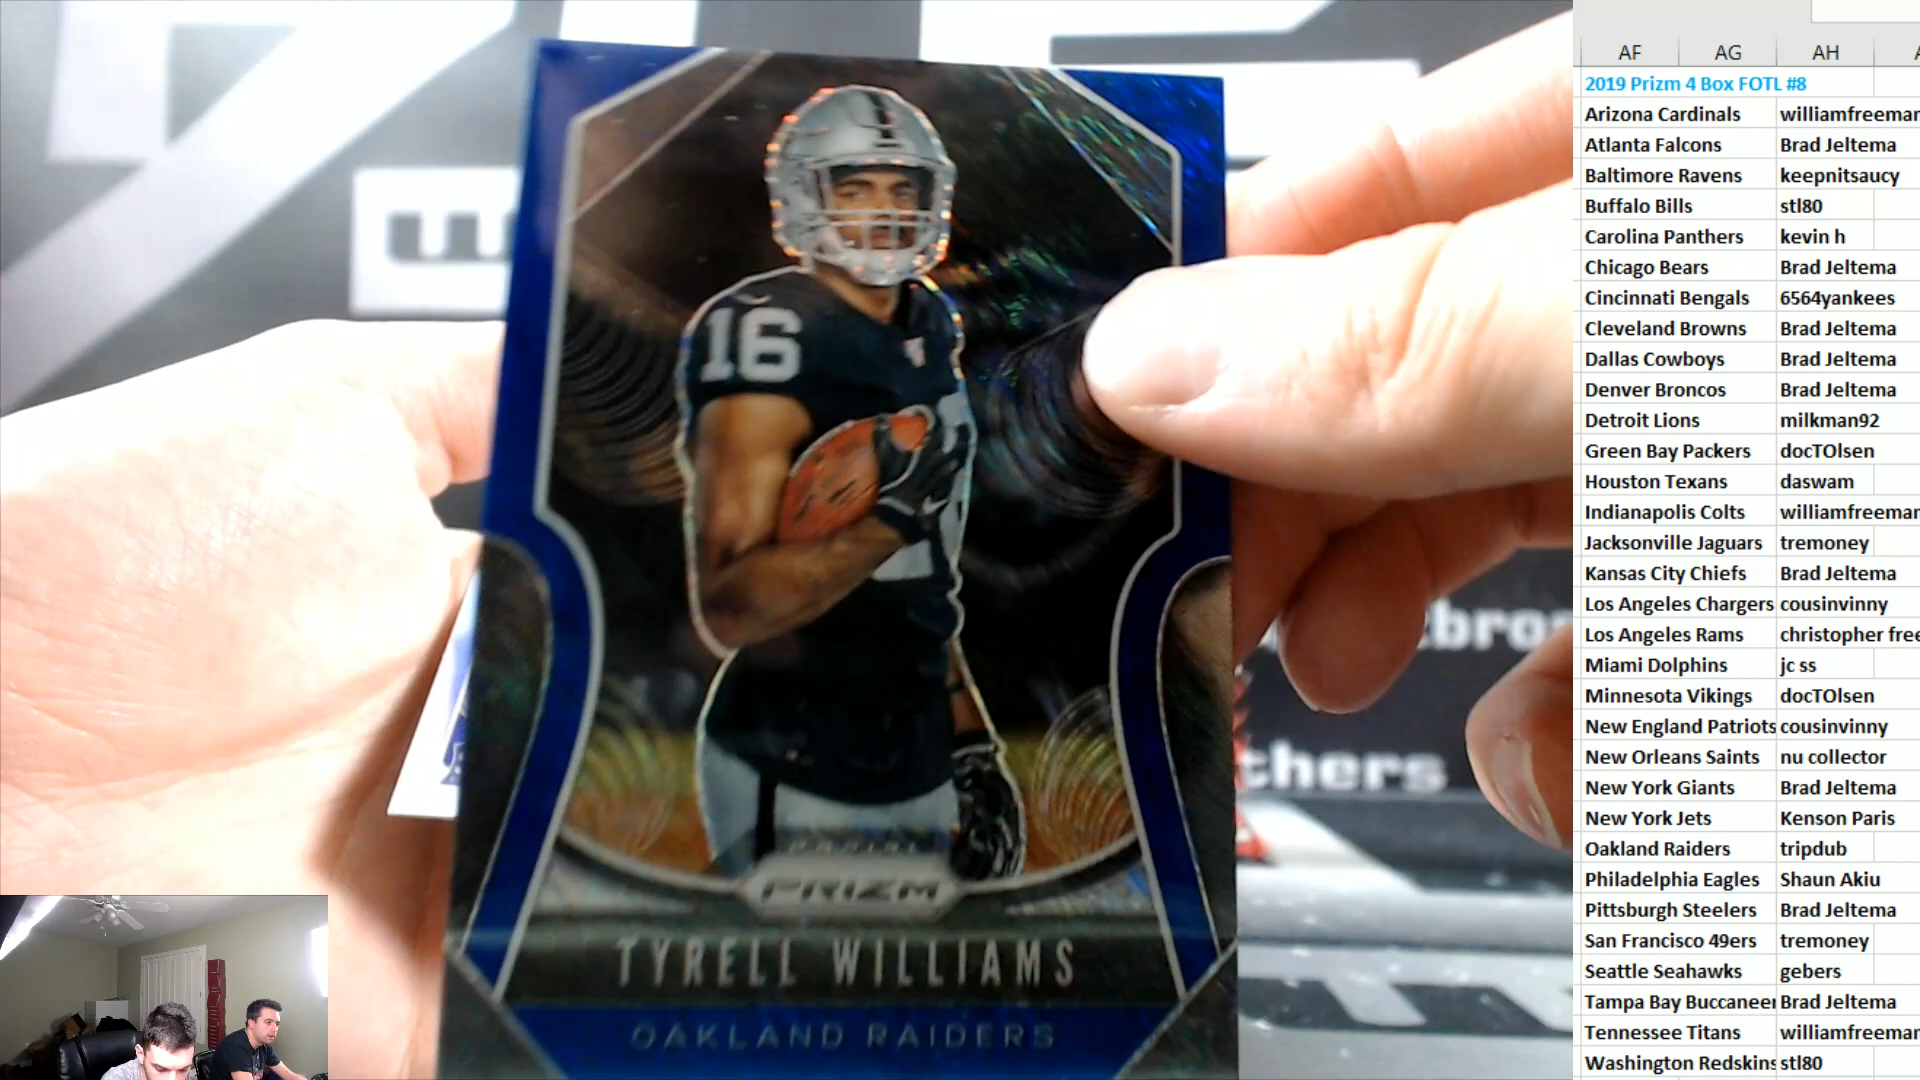 W
16
PANINI
PRIZM
TYRELL WILLIAMS
OAKLAND RAIDERS
thers
AF AG AH
2019 Prizm 4 Box FOTL #8
Arizona Cardinals williamfreeman
Atlanta Falcons Brad Jeltema
Baltimore Ravens keepnitsaucy
Buffalo Bills stl80
Carolina Panthers kevin h
Chicago Bears Brad Jeltema
Cincinnati Bengals 6564yankees
Cleveland Browns Brad Jeltema
Dallas Cowboys Brad Jeltema
Denver Broncos Brad Jeltema
Detroit Lions milkman92
Green Bay Packers docTOlsen
Houston Texans daswam
Indianapolis Colts williamfreeman
Jacksonville Jaguars tremoney
Kansas City Chiefs Brad Jeltema
Los Angeles Chargers cousinvinny
Los Angeles Rams christopher free
Miami Dolphins jc ss
Minnesota Vikings docTOlsen
New England Patriots cousinvinny
New Orleans Saints nu collector
New York Giants Brad Jeltema
New York Jets Kenson Paris
Oakland Raiders tripdub
Philadelphia Eagles Shaun Akiu
Pittsburgh Steelers Brad Jeltema
San Francisco 49ers tremoney
Seattle Seahawks gebers
Tampa Bay Buccaneer Brad Jeltema
Tennessee Titans williamfreeman
Washington Redskins stl80